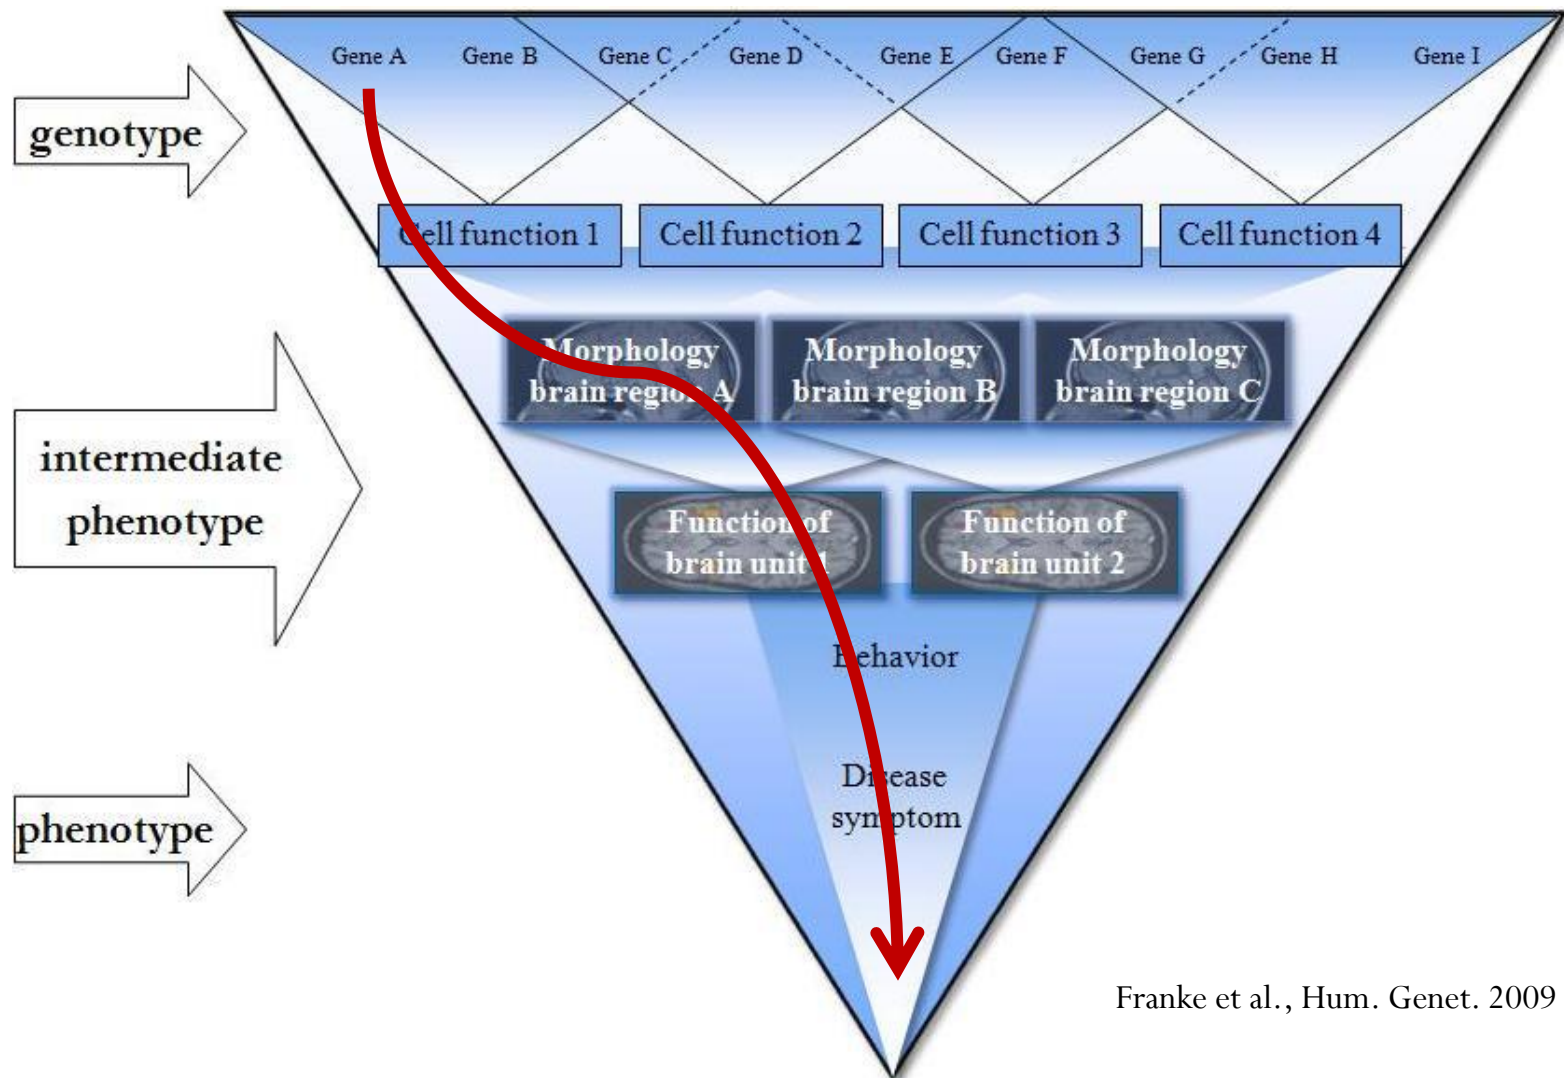 Gene A Gene B Gene C Gene D Gene E Gene F Gene G Gene H Gene I
genotype
Cell function 1 Cell function 2 Cell function 3 Cell function 4
Morphology
brain region A
Morphology
brain region B
Morphology
brain region C
intermediate
phenotype
Function of
brain unit 1
Function of
brain unit 2
Behavior
Disease
symptom
phenotype
Franke et al., Hum. Genet. 2009